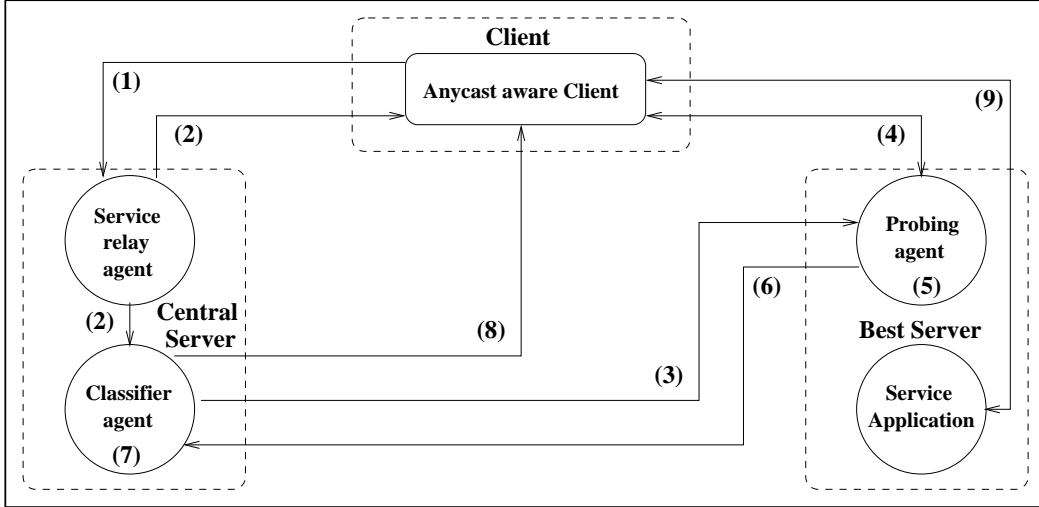 Client
Anycast aware Client
(1)
(2)
(9)
(4)
Service
relay
agent
Probing
agent
(5)
(6)
(2)
Central
Server
(8)
Best Server
(3)
Classifier
agent
(7)
Service
Application